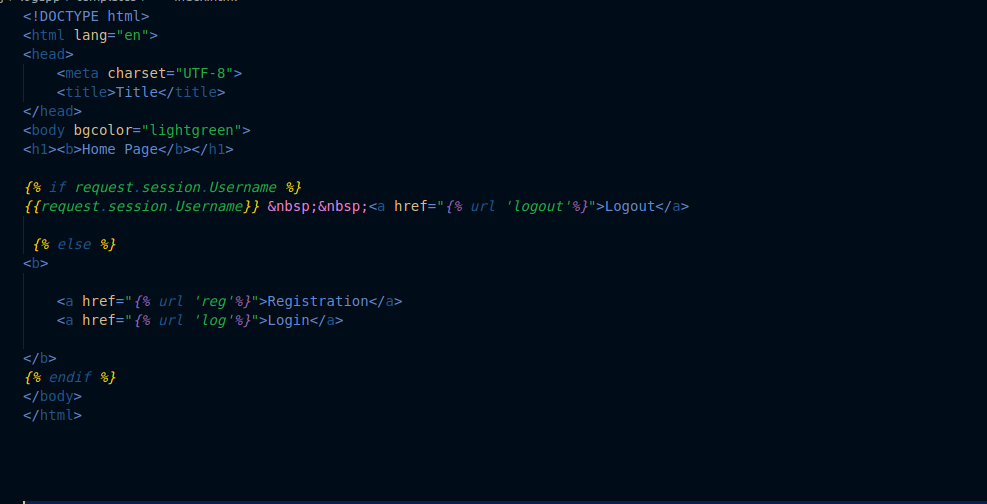 <!DOCTYPE html>
<html lang="en">
<head>
    <meta charset="UTF-8">
    <title>Title</title>
</head>
<body bgcolor="lightgreen">
<h1><b>Home Page</b></h1>
{% if request.session.Username %}
{{request.session.Username}} &nbsp;&nbsp;<a href="{% url 'logout'%}">Logout</a>
 {% else %}
<b>
    <a href="{% url 'reg'%}">Registration</a>
    <a href="{% url 'log'%}">Login</a>
</b>
{% endif %}
</body>
</html>